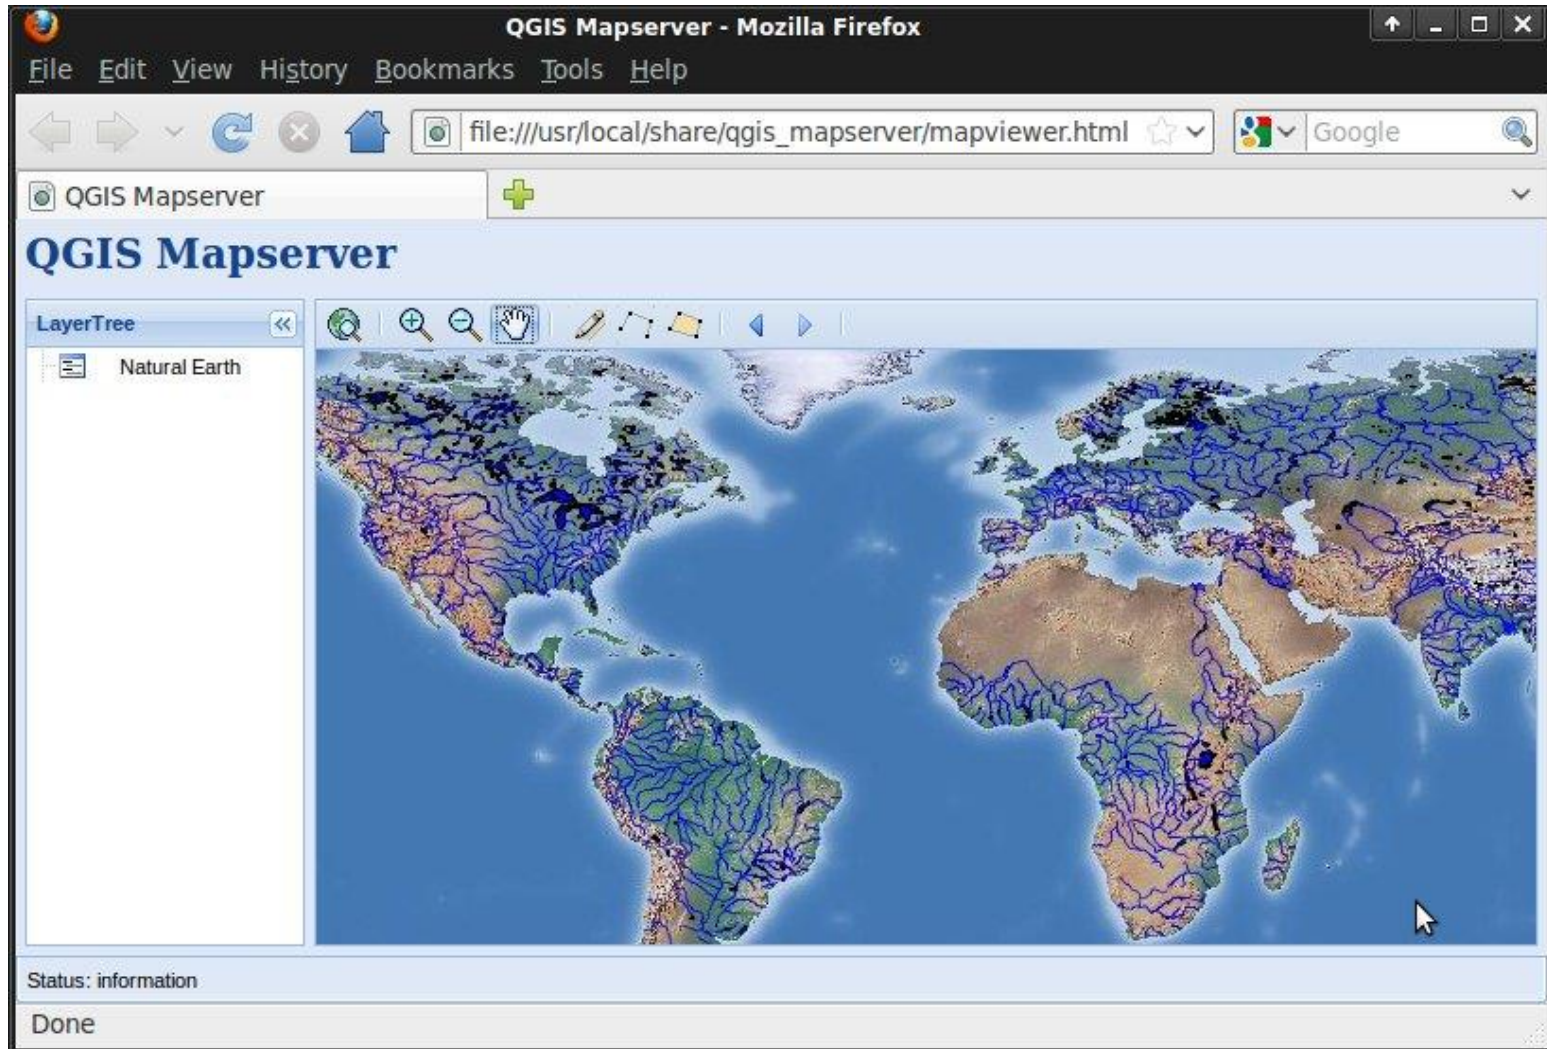 QGIS Mapserver - Mozilla Firefox
File Edit View History Bookmarks Tools Help
file:///usr/local/share/qgis_mapserver/mapviewer.html Google
QGIS Mapserver
QGIS Mapserver
LayerTree
Natural Earth
Status: information
Done